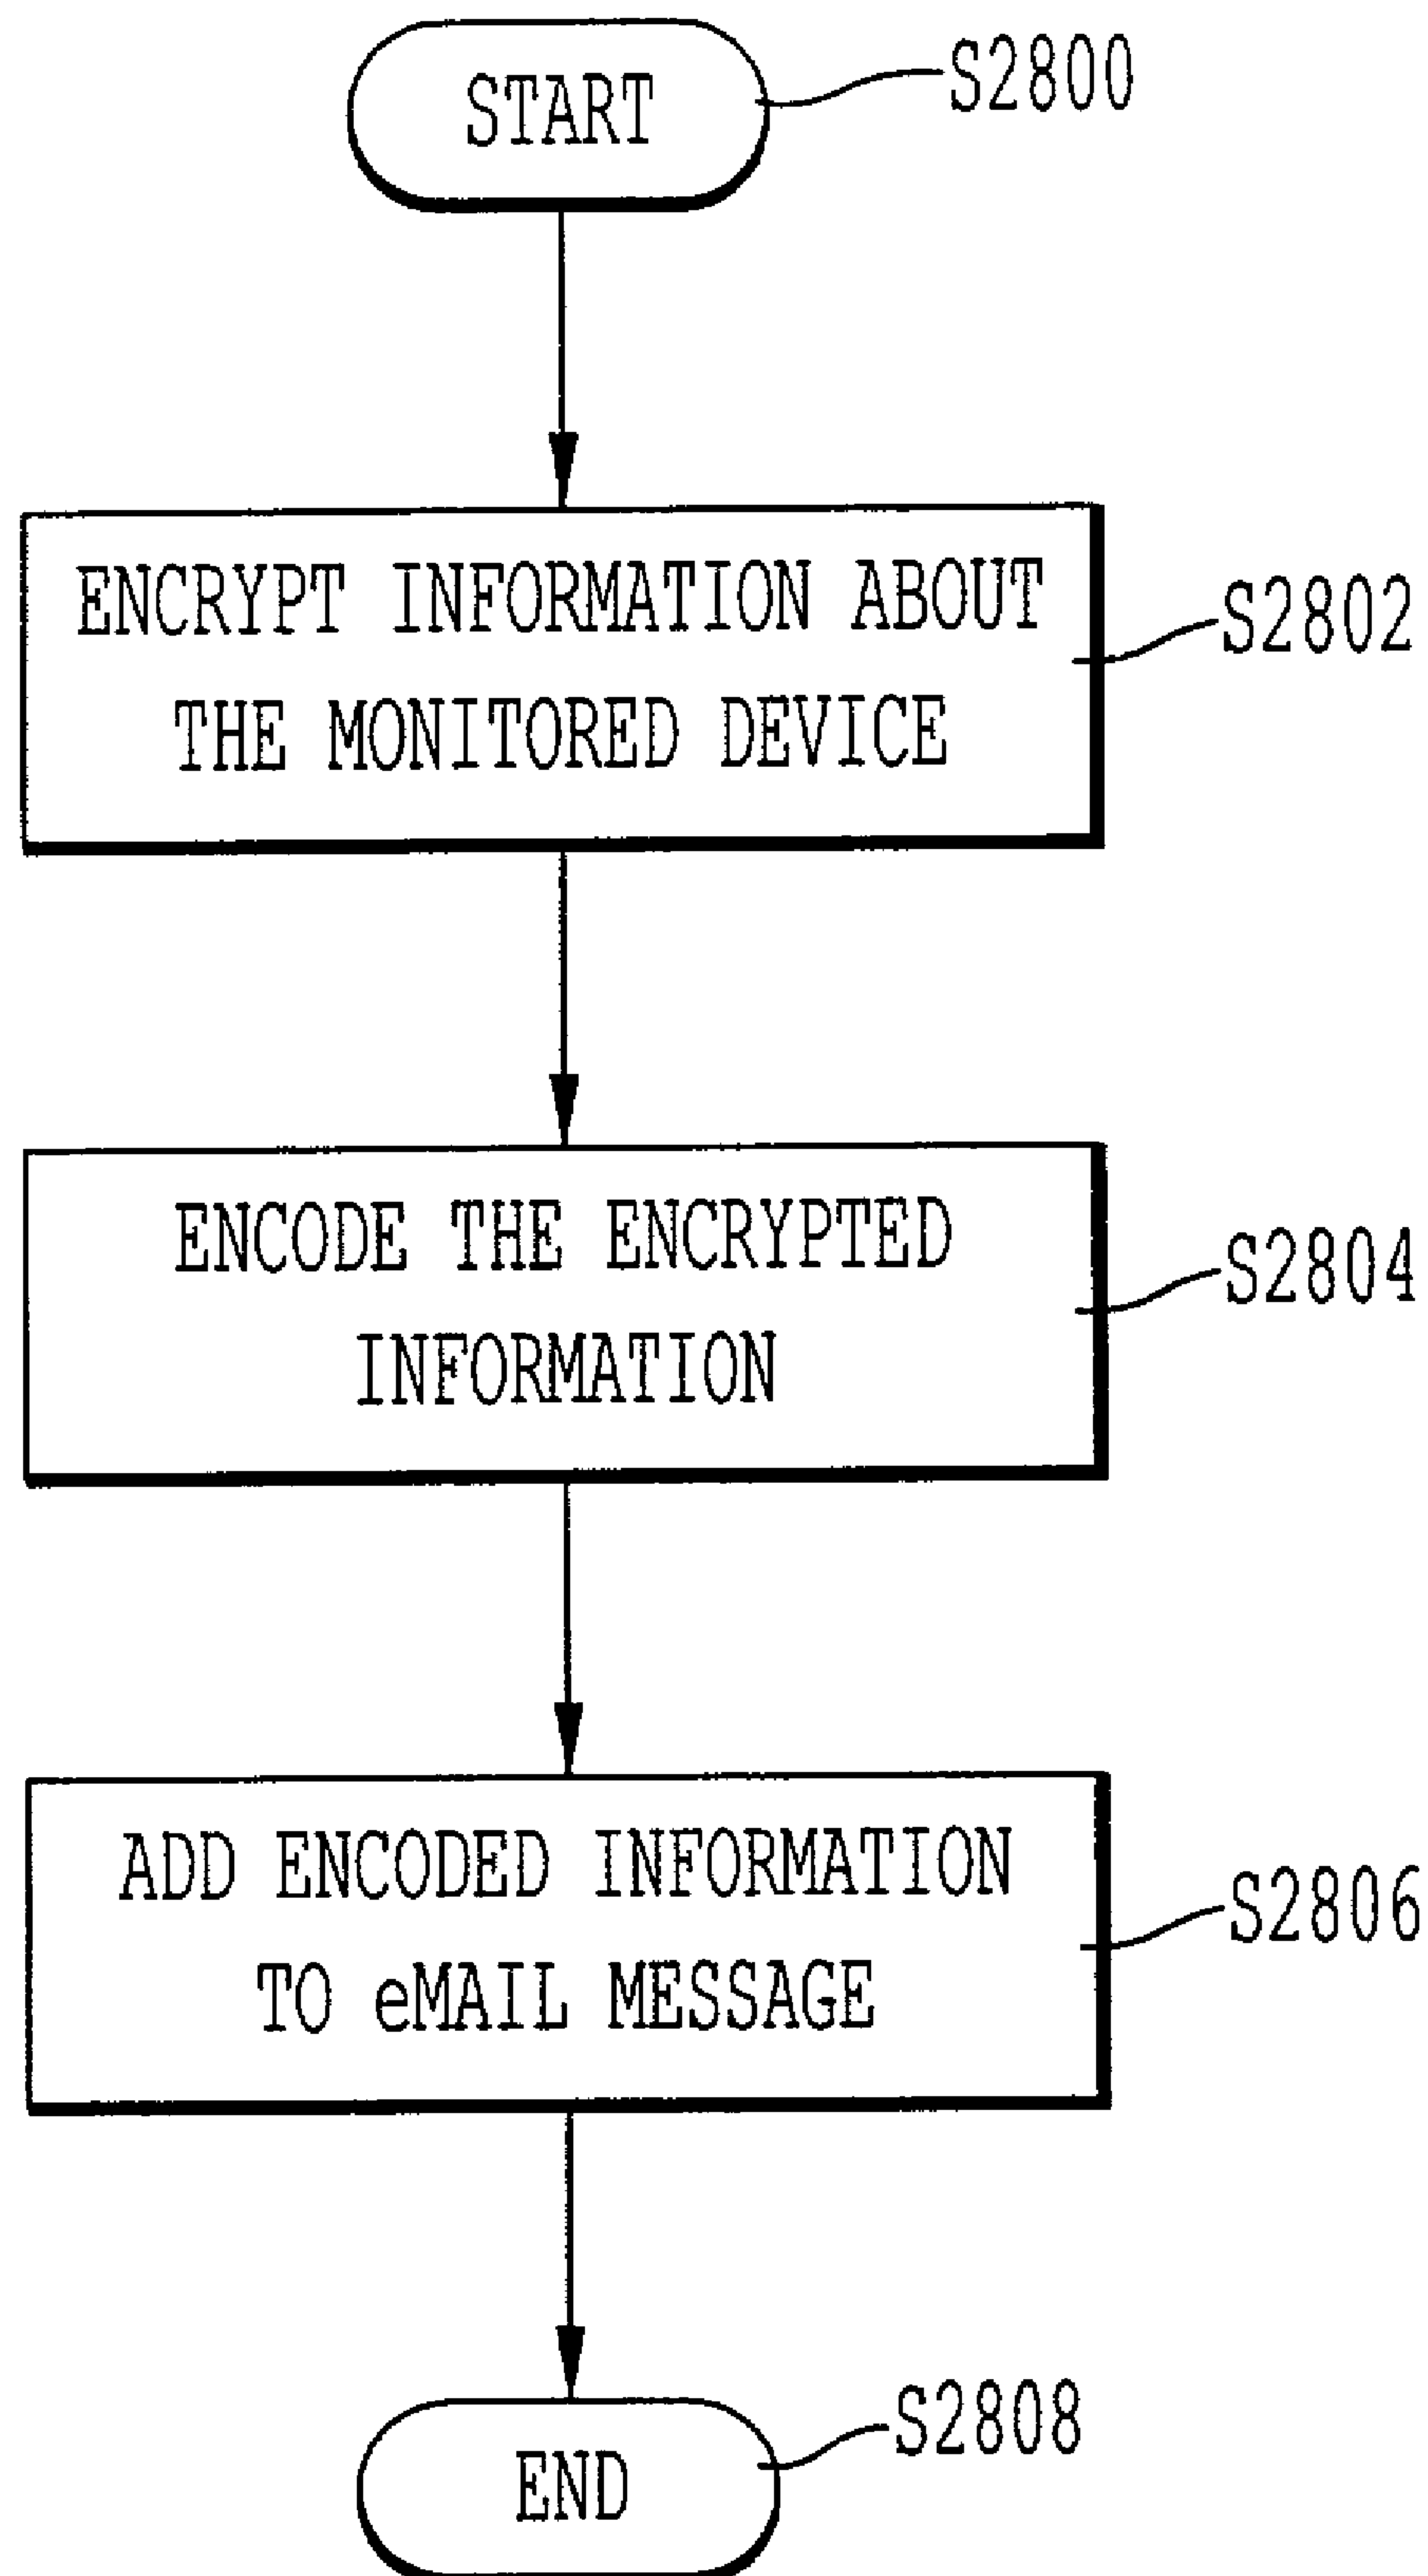 START
S2800
ENCRYPT INFORMATION ABOUT
THE MONITORED DEVICE
S2802
ENCODE THE ENCRYPTED
INFORMATION
S2804
ADD ENCODED INFORMATION
TO eMAIL MESSAGE
S2806
END
S2808